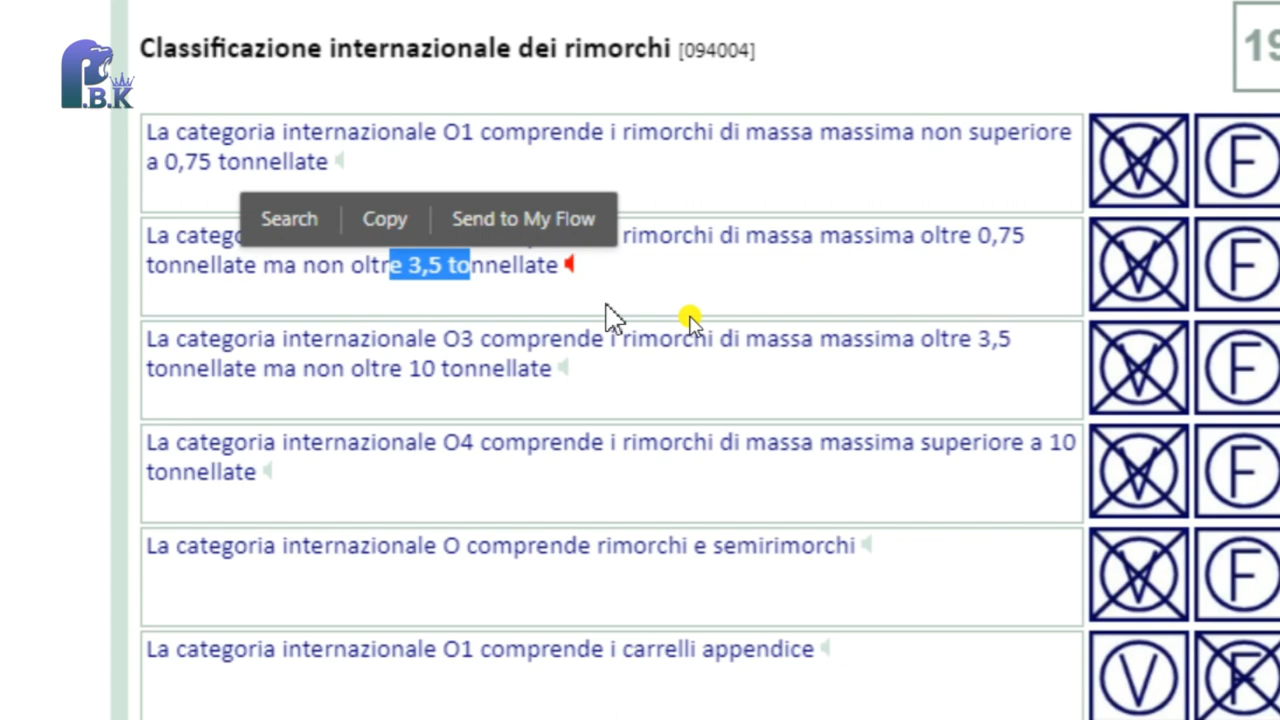 Classificazione internazionale dei rimorchi [094004]
19
P.B.K
La categoria internazionale O1 comprende i rimorchi di massa massima non superiore
a 0,75 tonnellate
V F
Search Copy Send to My Flow
La categ rimorchi di massa massima oltre 0,75
tonnellate ma non oltre 3,5 tonnellate
V F
La categoria internazionale O3 comprende i rimorchi di massa massima oltre 3,5
tonnellate ma non oltre 10 tonnellate
V F
La categoria internazionale O4 comprende i rimorchi di massa massima superiore a 10
tonnellate
V F
La categoria internazionale O comprende rimorchi e semirimorchi
V F
La categoria internazionale O1 comprende i carrelli appendice
V F